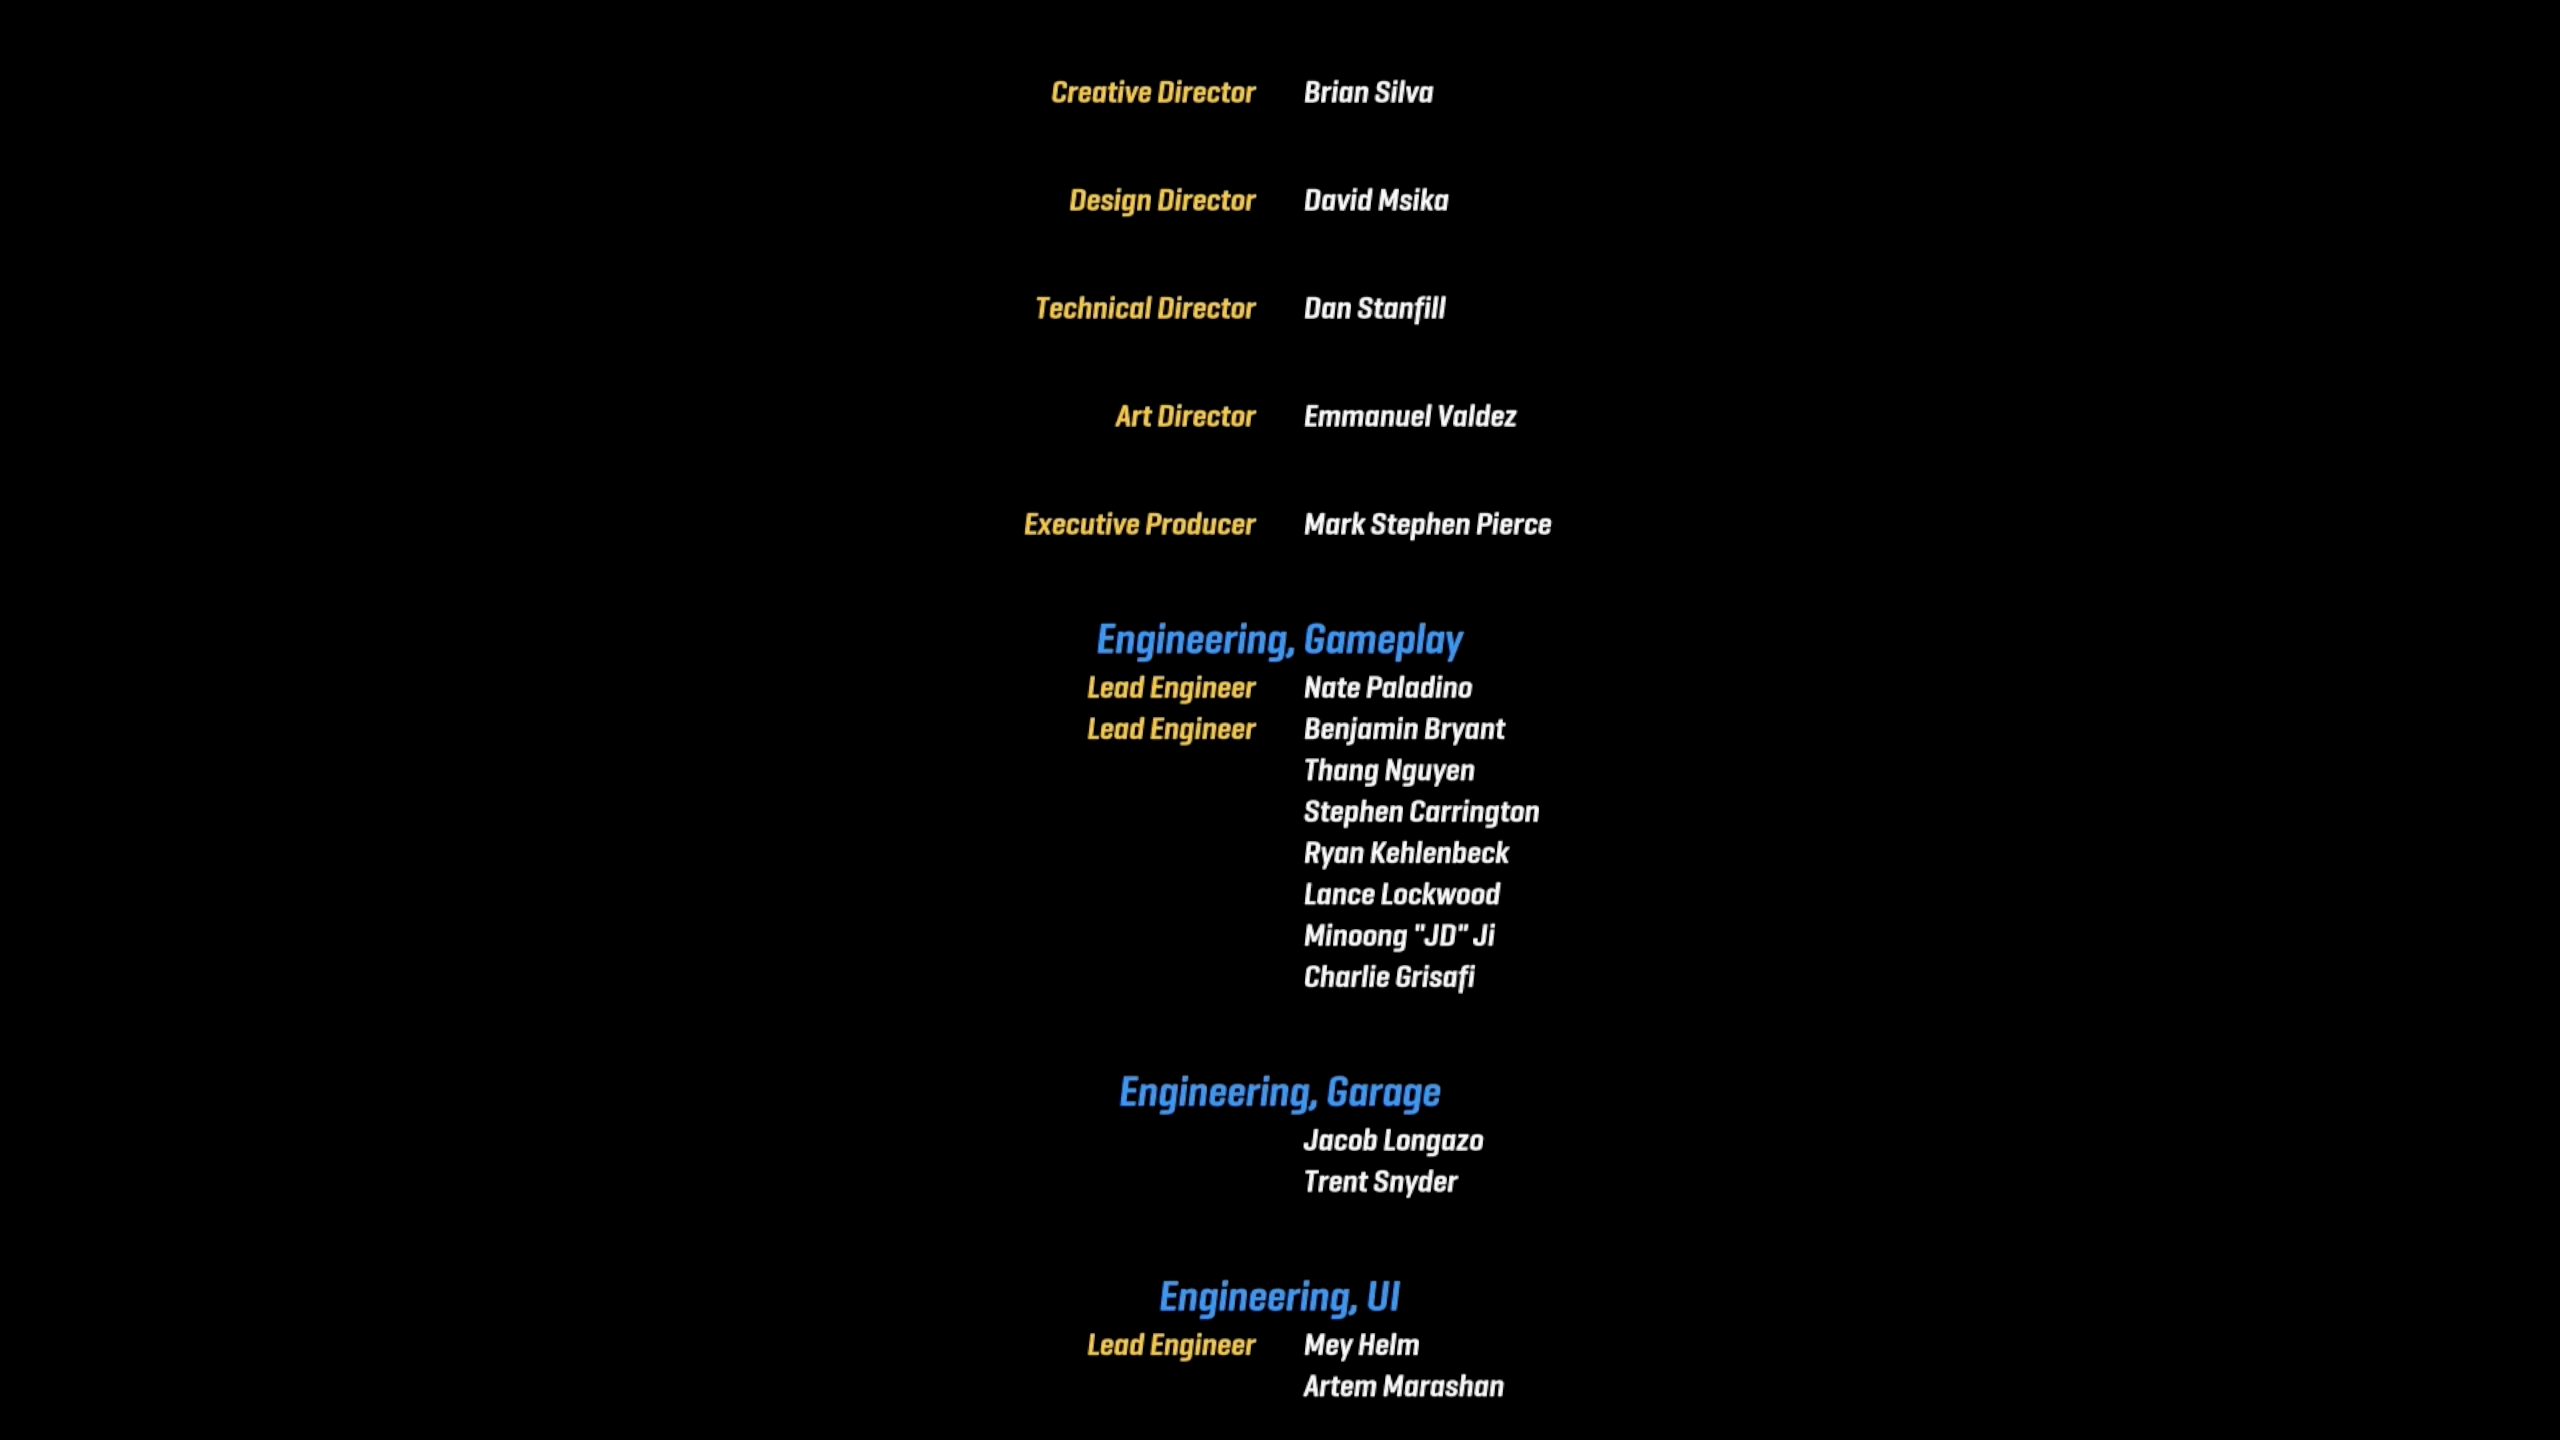 Creative Director Brian Silva
Design Director David Msika
Technical Director Dan Stanfill
Art Director Emmanuel Valdez
Executive Producer Mark Stephen Pierce
Engineering, Gameplay
Lead Engineer Nate Paladino
Lead Engineer Benjamin Bryant
Thang Nguyen
Stephen Carrington
Ryan Kehlenbeck
Lance Lockwood
Minoong "JD" Ji
Charlie Grisafi
Engineering, Garage
Jacob Longazo
Trent Snyder
Engineering, UI
Lead Engineer Mey Helm
Artem Marashan